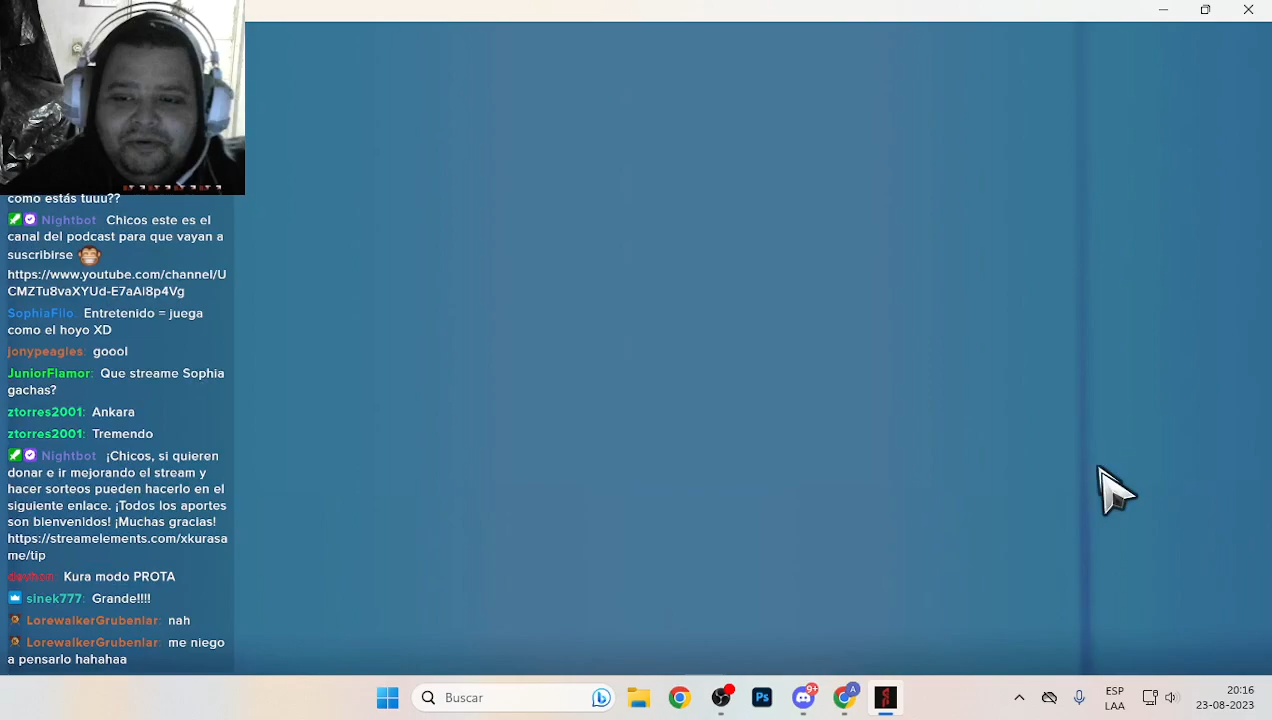 como estás tuuu??
Nightbot Chicos este es el
canal del podcast para que vayan a
suscribirse
https://www.youtube.com/channel/U
CMZTu8vaXYUd-E7aAI8p4Vg
SophiaFilo: Entretenido = juega
como el hoyo XD
jonypeagles: goool
JuniorFlamor: Que streame Sophia
gachas?
ztorres2001: Ankara
ztorres2001: Tremendo
Nightbot ¡Chicos, si quieren
donar e ir mejorando el stream y
hacer sorteos pueden hacerlo en el
siguiente enlace. ¡Todos los aportes
son bienvenidos! ¡Muchas gracias!
https://streamelements.com/xkurasa
me/tip
Kura modo PROTA
sinek777: Grande!!!!
LorewalkerGrubenlar: nah
LorewalkerGrubenlar: me niego
a pensarlo hahahaa
Buscar
Ps
9+
A
ESP
LAA
20:16
23-08-2023